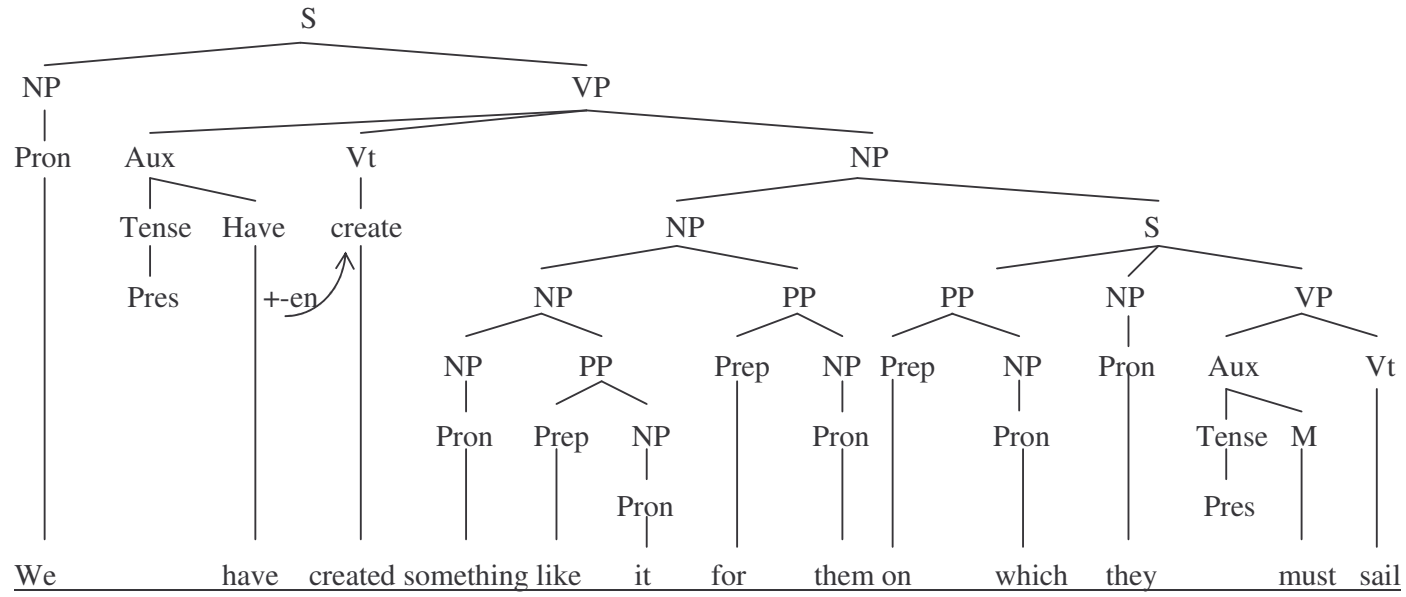 S
NP VP
Pron Aux Vt NP
Tense Have create NP S
Pres +-en NP PP PP NP VP
NP PP Prep NP Prep NP Pron Aux Vt
Pron Prep NP Pron Pron Tense M
Pron Pres
We have created something like it for them on which they must sail